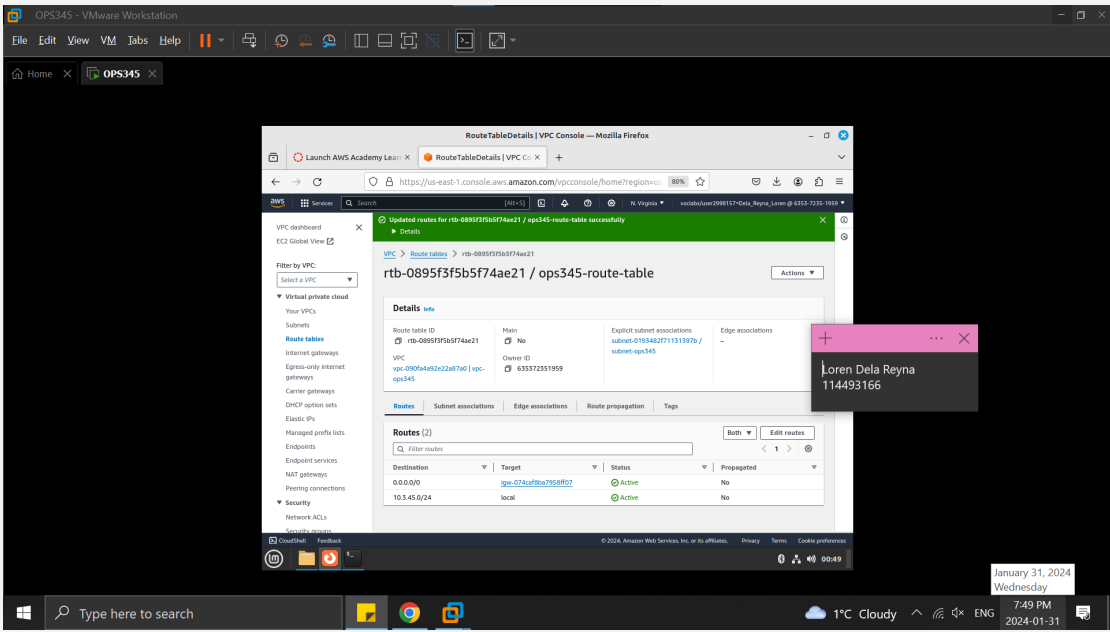 OPS345 - VMware Workstation
File Edit View VM Tabs Help
Home
OPS345
RouteTableDetails | VPC Console — Mozilla Firefox
Launch AWS Academy Lear
RouteTableDetails | VPC Co
https://us-east-1.console.aws.amazon.com/vpcconsole/home?region=us 80%
aws Services Search [Alt+S] N. Virginia voclabs/user2998157=Dela_Reyna_Loren @ 6353-7235-1959
VPC dashboard
EC2 Global View
Filter by VPC:
Select a VPC
Virtual private cloud
Your VPCs
Subnets
Route tables
Internet gateways
Egress-only internet
gateways
Carrier gateways
DHCP option sets
Elastic IPs
Managed prefix lists
Endpoints
Endpoint services
NAT gateways
Peering connections
Security
Network ACLs
Security groups
Updated routes for rtb-0895f3f5b5f74ae21 / ops345-route-table successfully
Details
VPC Route tables rtb-0895f3f5b5f74ae21
rtb-0895f3f5b5f74ae21 / ops345-route-table Actions
Details Info
Route table ID
rtb-0895f3f5b5f74ae21
Main
No
Explicit subnet associations
subnet-0193482f71131397b /
subnet-ops345
Edge associations
–
VPC
vpc-090fa4a92e22a87a0 | vpc-
ops345
Owner ID
635372351959
Routes Subnet associations Edge associations Route propagation Tags
Routes (2) Both Edit routes
Filter routes 1
Destination Target Status Propagated
0.0.0.0/0 igw-074caf8ba7958ff07 Active No
10.3.45.0/24 local Active No
CloudShell Feedback © 2024, Amazon Web Services, Inc. or its affiliates. Privacy Terms Cookie preferences
00:49
Loren Dela Reyna
114493166
January 31, 2024
Wednesday
Type here to search
1°C Cloudy ENG
7:49 PM
2024-01-31